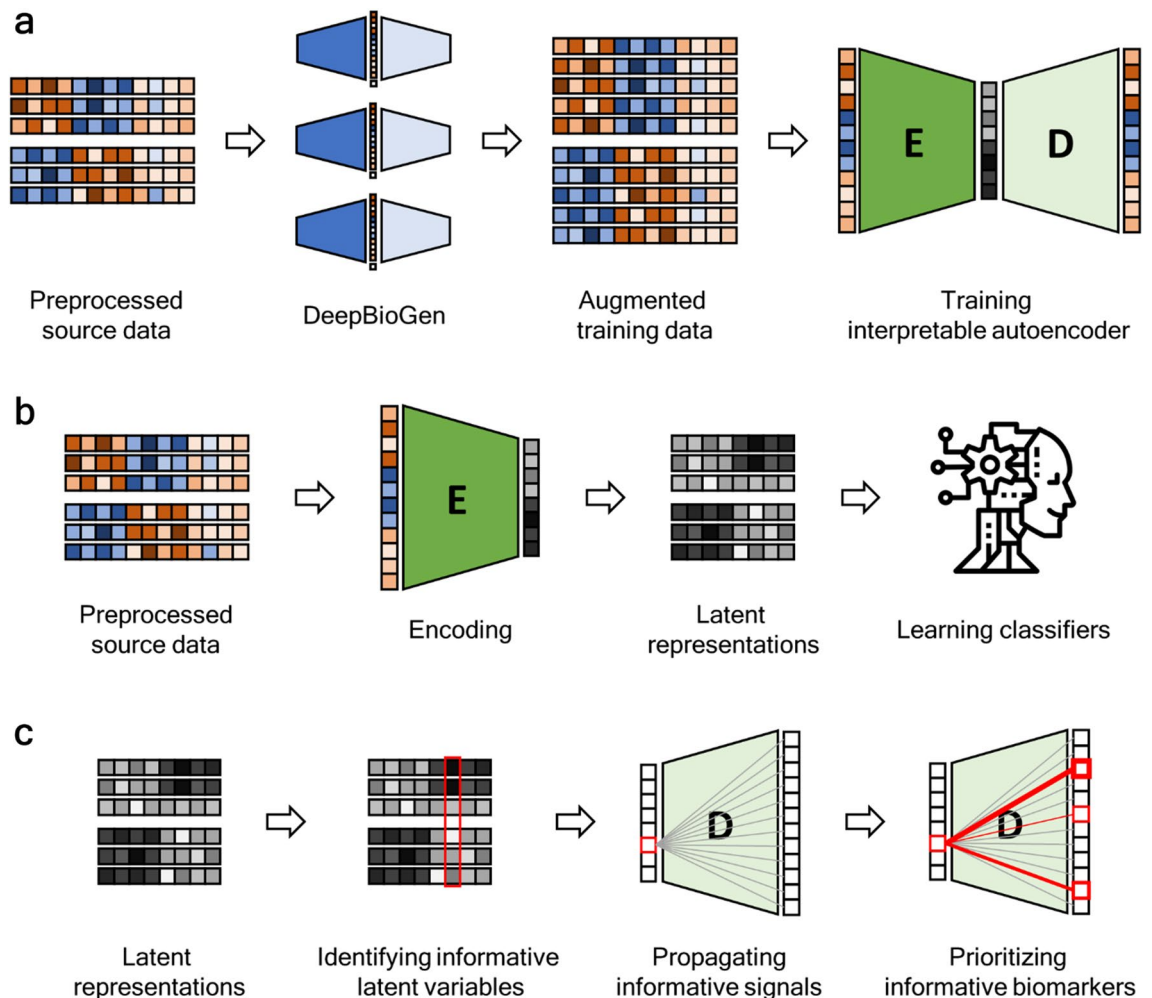 a
E
D
Preprocessed
source data
DeepBioGen
Augmented
training data
Training
interpretable autoencoder
b
E
Preprocessed
source data
Encoding
Latent
representations
Learning classifiers
c
D
D
Latent
representations
Identifying informative
latent variables
Propagating
informative signals
Prioritizing
informative biomarkers